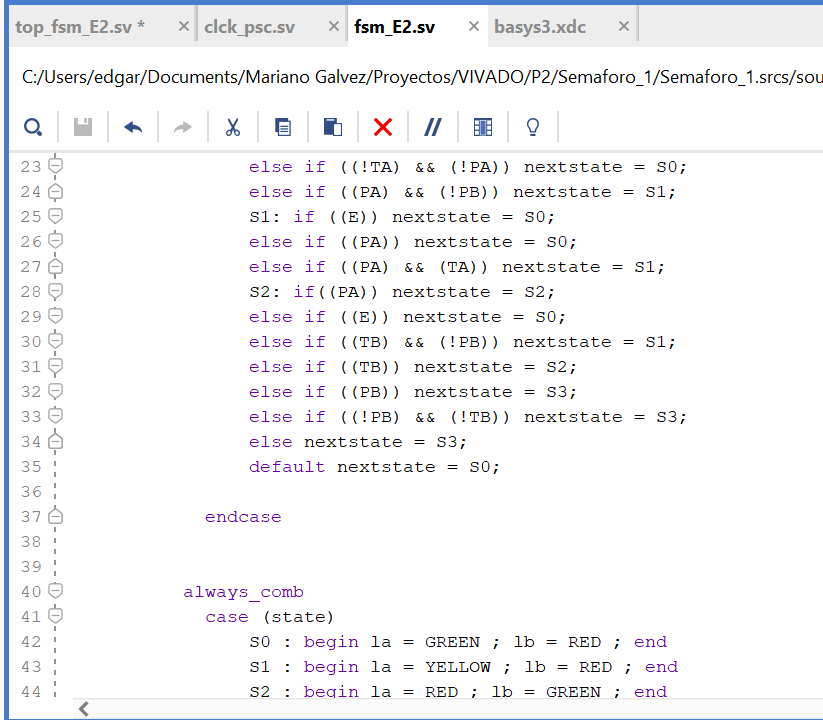 top_fsm_E2.sv * × clck_psc.sv × fsm_E2.sv × basys3.xdc ×
C:/Users/edgar/Documents/Mariano Galvez/Proyectos/VIVADO/P2/Semaforo_1/Semaforo_1.srcs/sou
23 else if ((!TA) && (!PA)) nextstate = S0;
24 else if ((PA) && (!PB)) nextstate = S1;
25 S1: if ((E)) nextstate = S0;
26 else if ((PA)) nextstate = S0;
27 else if ((PA) && (TA)) nextstate = S1;
28 S2: if((PA)) nextstate = S2;
29 else if ((E)) nextstate = S0;
30 else if ((TB) && (!PB)) nextstate = S1;
31 else if ((TB)) nextstate = S2;
32 else if ((PB)) nextstate = S3;
33 else if ((!PB) && (!TB)) nextstate = S3;
34 else nextstate = S3;
35 default nextstate = S0;
36
37 endcase
38
39
40 always_comb
41 case (state)
42 S0 : begin la = GREEN ; lb = RED ; end
43 S1 : begin la = YELLOW ; lb = RED ; end
44 S2 : begin la = RED ; lb = GREEN ; end